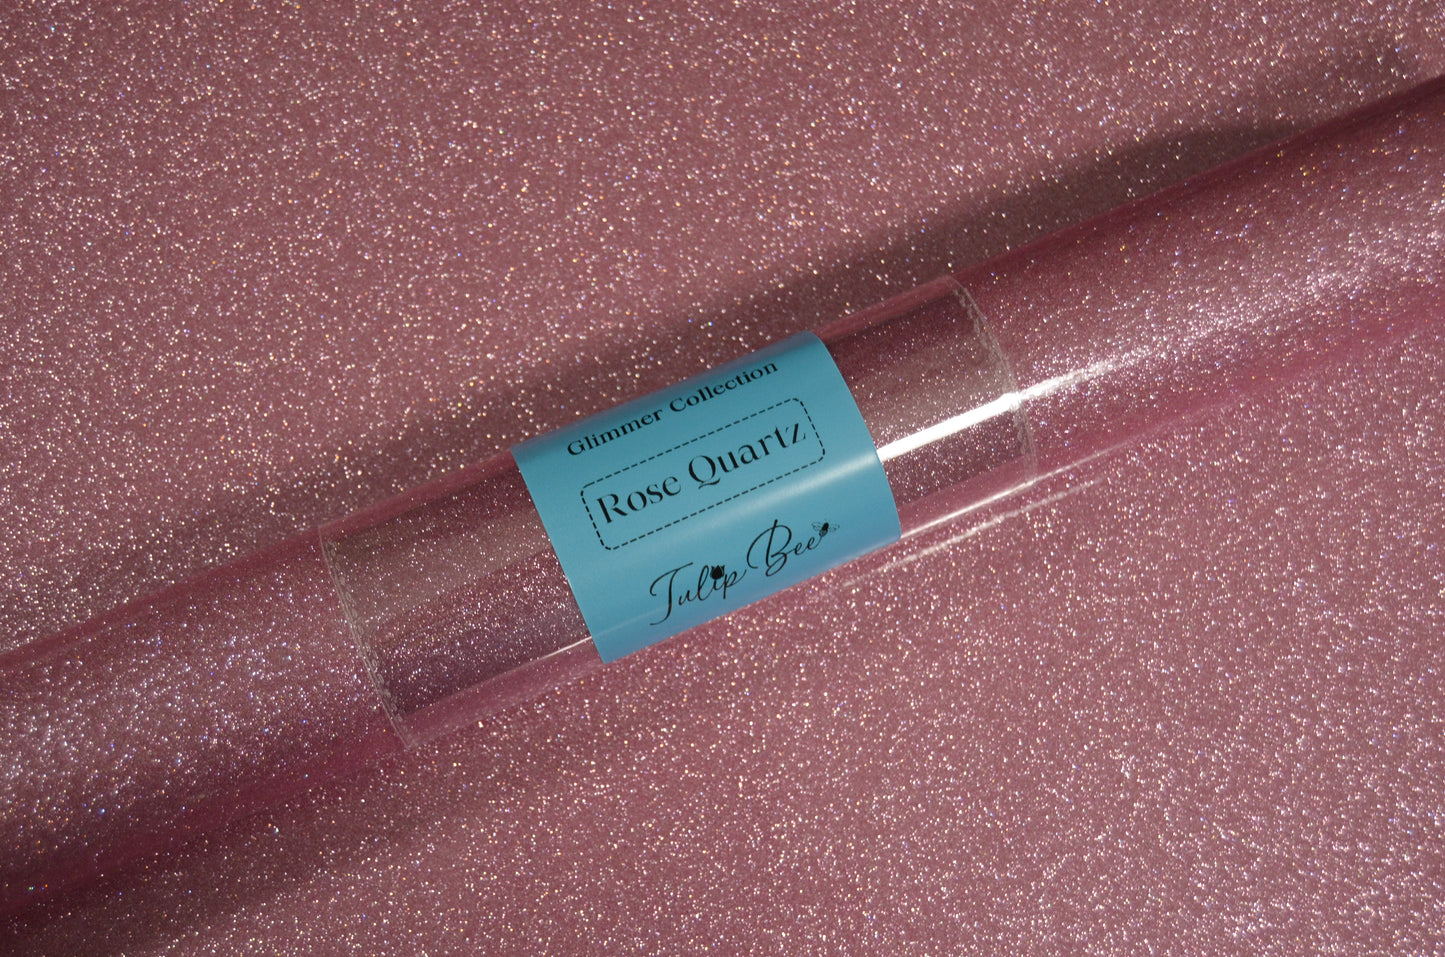 Glimmer Collection
Rose Quartz
Tulip Bee